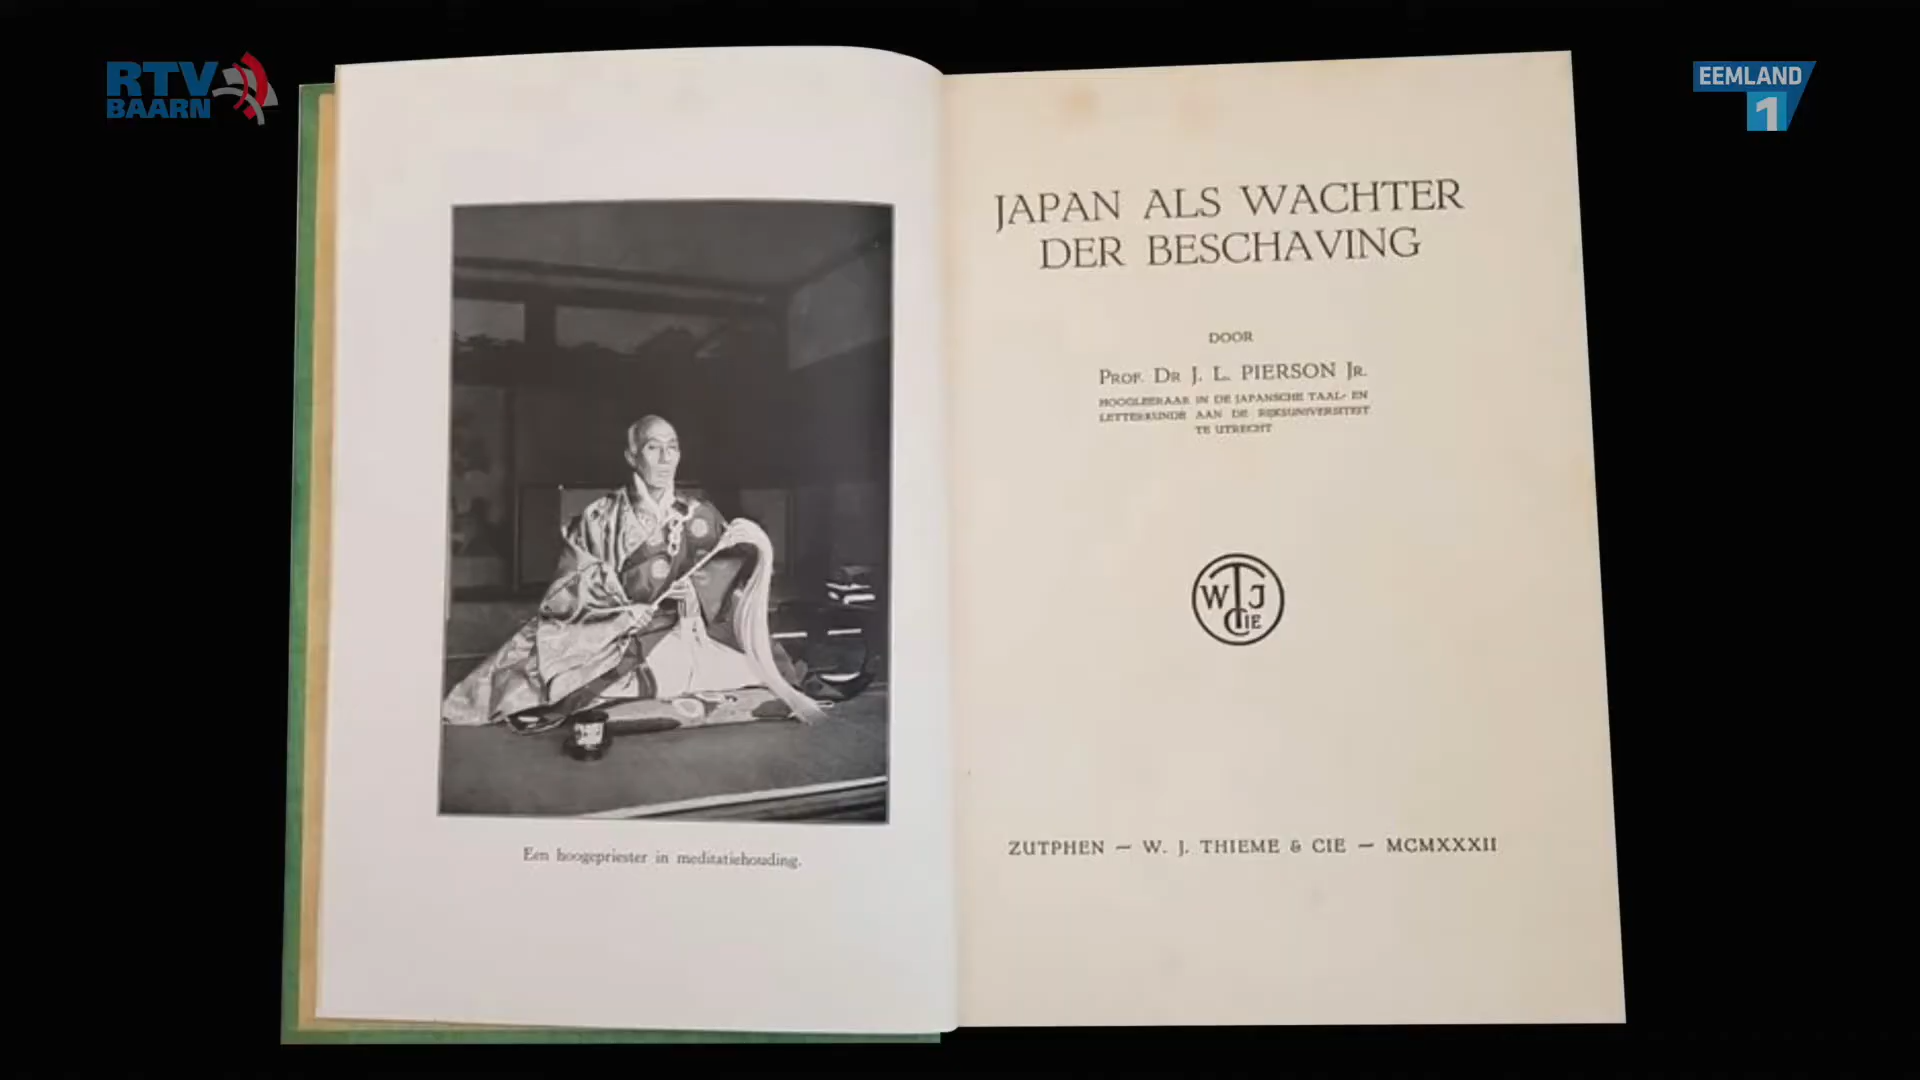 RTV
BAARN
EEMLAND
1
Een hoogepriester in meditatiehouding.
JAPAN ALS WACHTER
DER BESCHAVING
DOOR
PROF. DR J. L. PIERSON JR.
HOOGLEERAAR IN DE JAPANSCHE TAAL- EN
LETTERKUNDE AAN DE RIJKSUNIVERSITEIT
TE UTRECHT
W T J
CIE
ZUTPHEN — W. J. THIEME & CIE — MCMXXXII